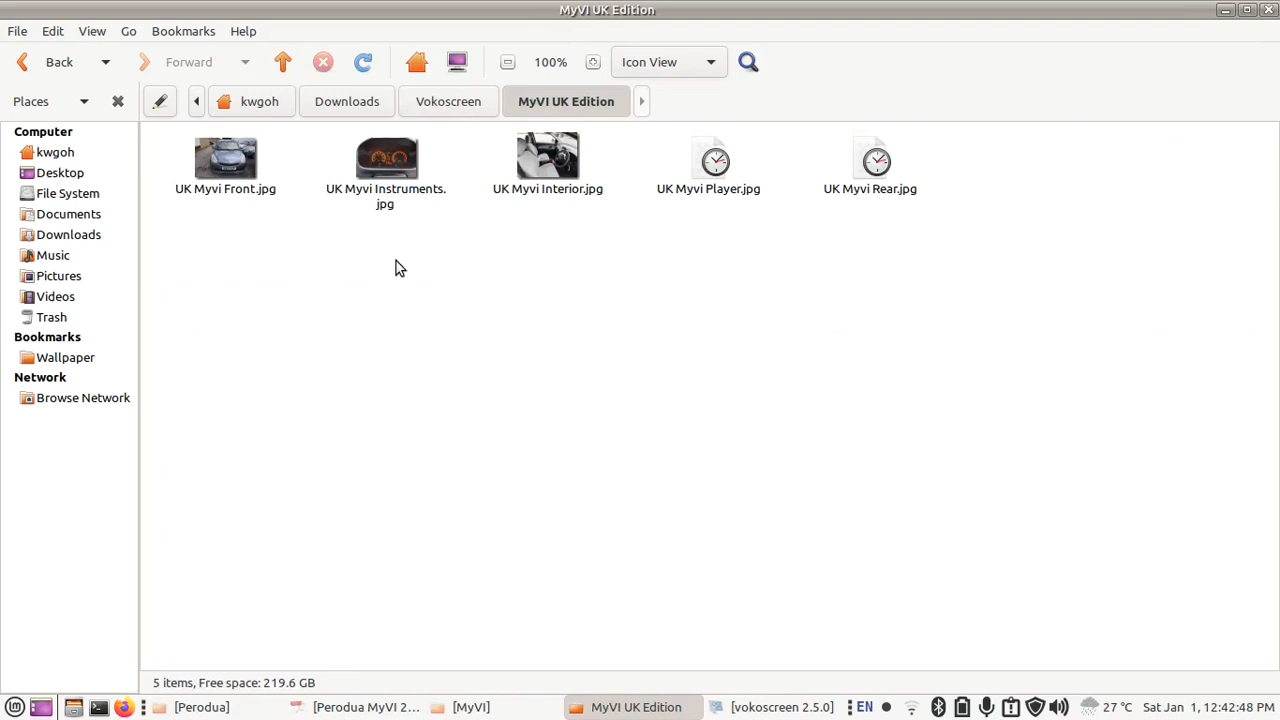 MyVI UK Edition
File Edit View Go Bookmarks Help
Back Forward 100% Icon View
Places kwgoh Downloads Vokoscreen MyVI UK Edition
Computer
kwgoh
Desktop
File System
Documents
Downloads
Music
Pictures
Videos
Trash
Bookmarks
Wallpaper
Network
Browse Network
UK Myvi Front.jpg
UK Myvi Instruments.
jpg
UK Myvi Interior.jpg
UK Myvi Player.jpg
UK Myvi Rear.jpg
5 items, Free space: 219.6 GB
[Perodua] [Perodua MyVI 2... [MyVI] MyVI UK Edition [vokoscreen 2.5.0] EN 27 °C Sat Jan 1, 12:42:48 PM